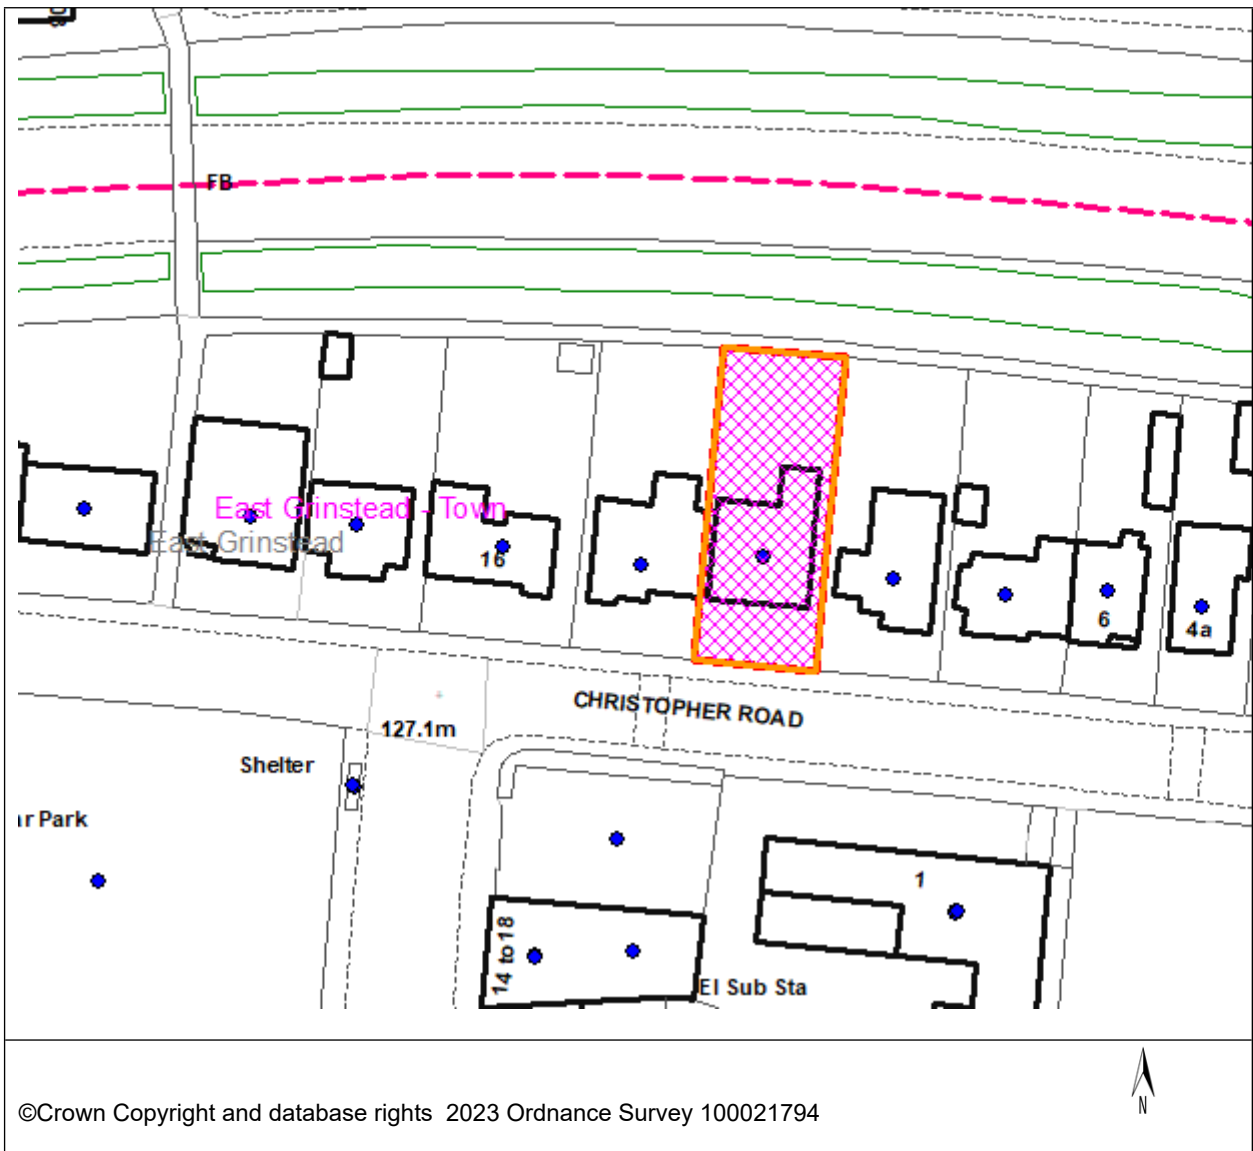 FB
East Grinstead - Town
East Grinstead
16
6
4a
CHRISTOPHER ROAD
127.1m
Shelter
ar Park
1
14 to 18
El Sub Sta
N
©Crown Copyright and database rights 2023 Ordnance Survey 100021794